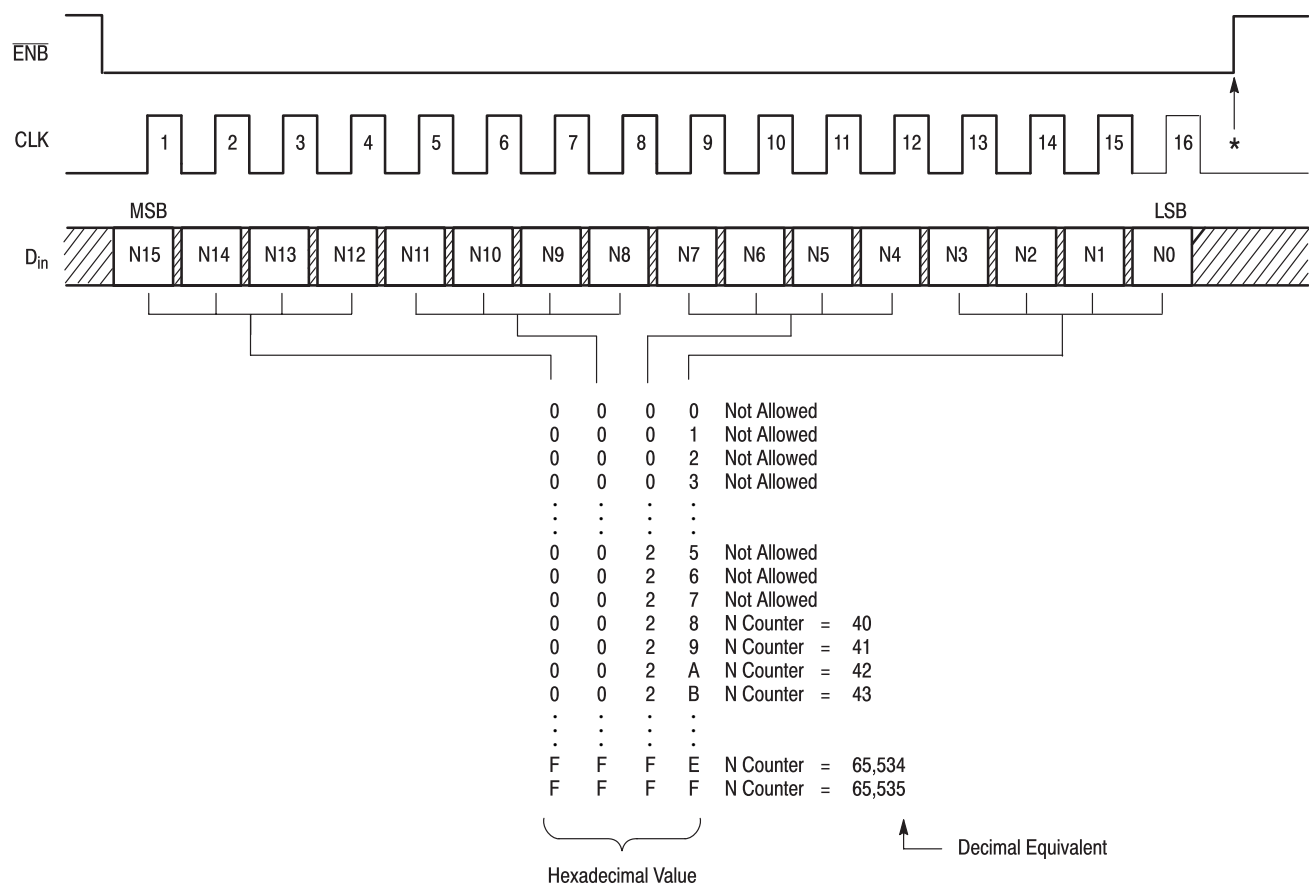 ENB
CLK
1 2 3 4 5 6 7 8 9 10 11 12 13 14 15 16 *
MSB LSB
Din
N15 N14 N13 N12 N11 N10 N9 N8 N7 N6 N5 N4 N3 N2 N1 N0
0 0 0 0 Not Allowed
0 0 0 1 Not Allowed
0 0 0 2 Not Allowed
0 0 0 3 Not Allowed
0 0 2 5 Not Allowed
0 0 2 6 Not Allowed
0 0 2 7 Not Allowed
0 0 2 8 N Counter = 40
0 0 2 9 N Counter = 41
0 0 2 A N Counter = 42
0 0 2 B N Counter = 43
F F F E N Counter = 65,534
F F F F N Counter = 65,535
Decimal Equivalent
Hexadecimal Value